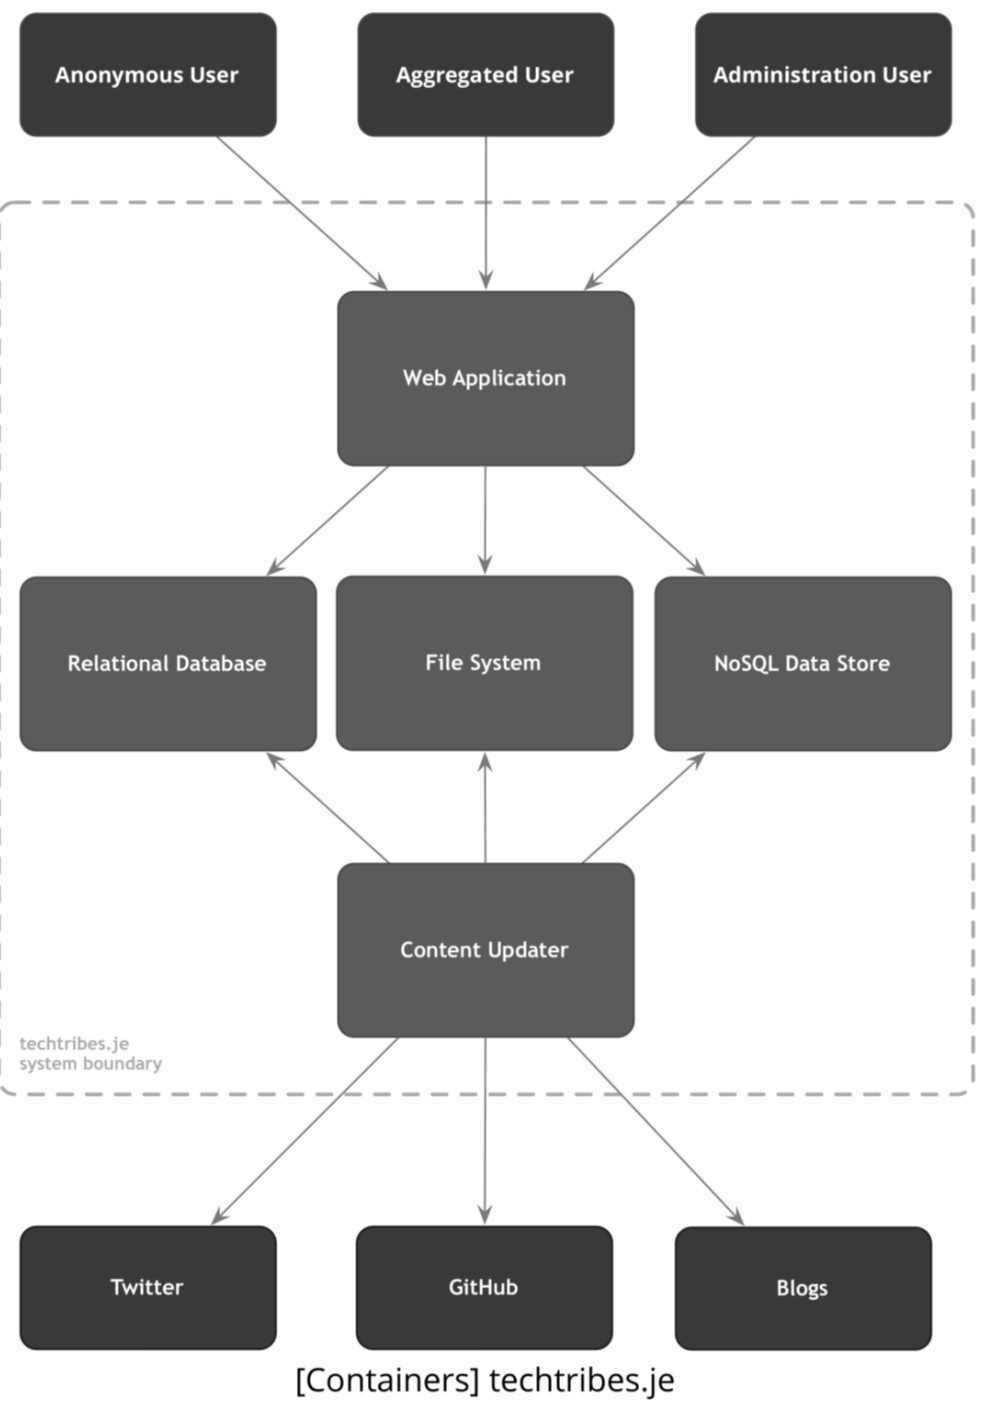 Anonymous User
Aggregated User
Administration User
Web Application
Relational Database
File System
NoSQL Data Store
Content Updater
techtribes.je
system boundary
Twitter
GitHub
Blogs
[Containers] techtribes.je